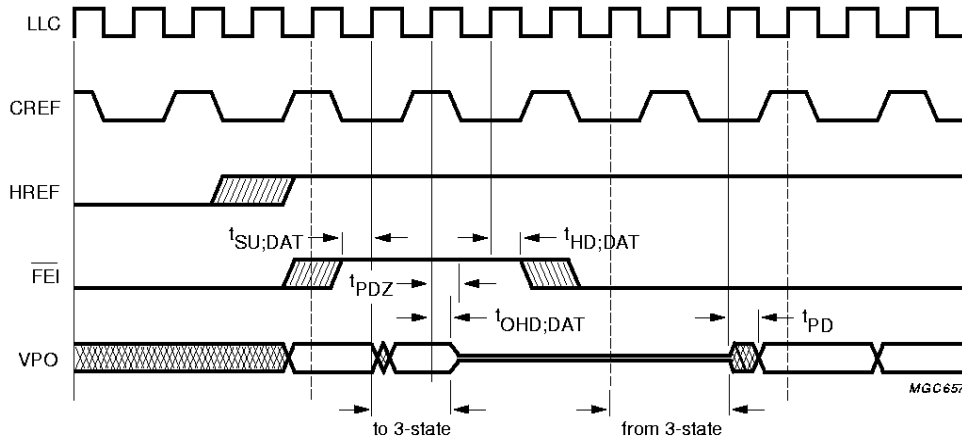 LLC
CREF
HREF
tSU;DAT
tHD;DAT
FEI
tPDZ
tOHD;DAT
tPD
VPO
MGC657
to 3-state
from 3-state